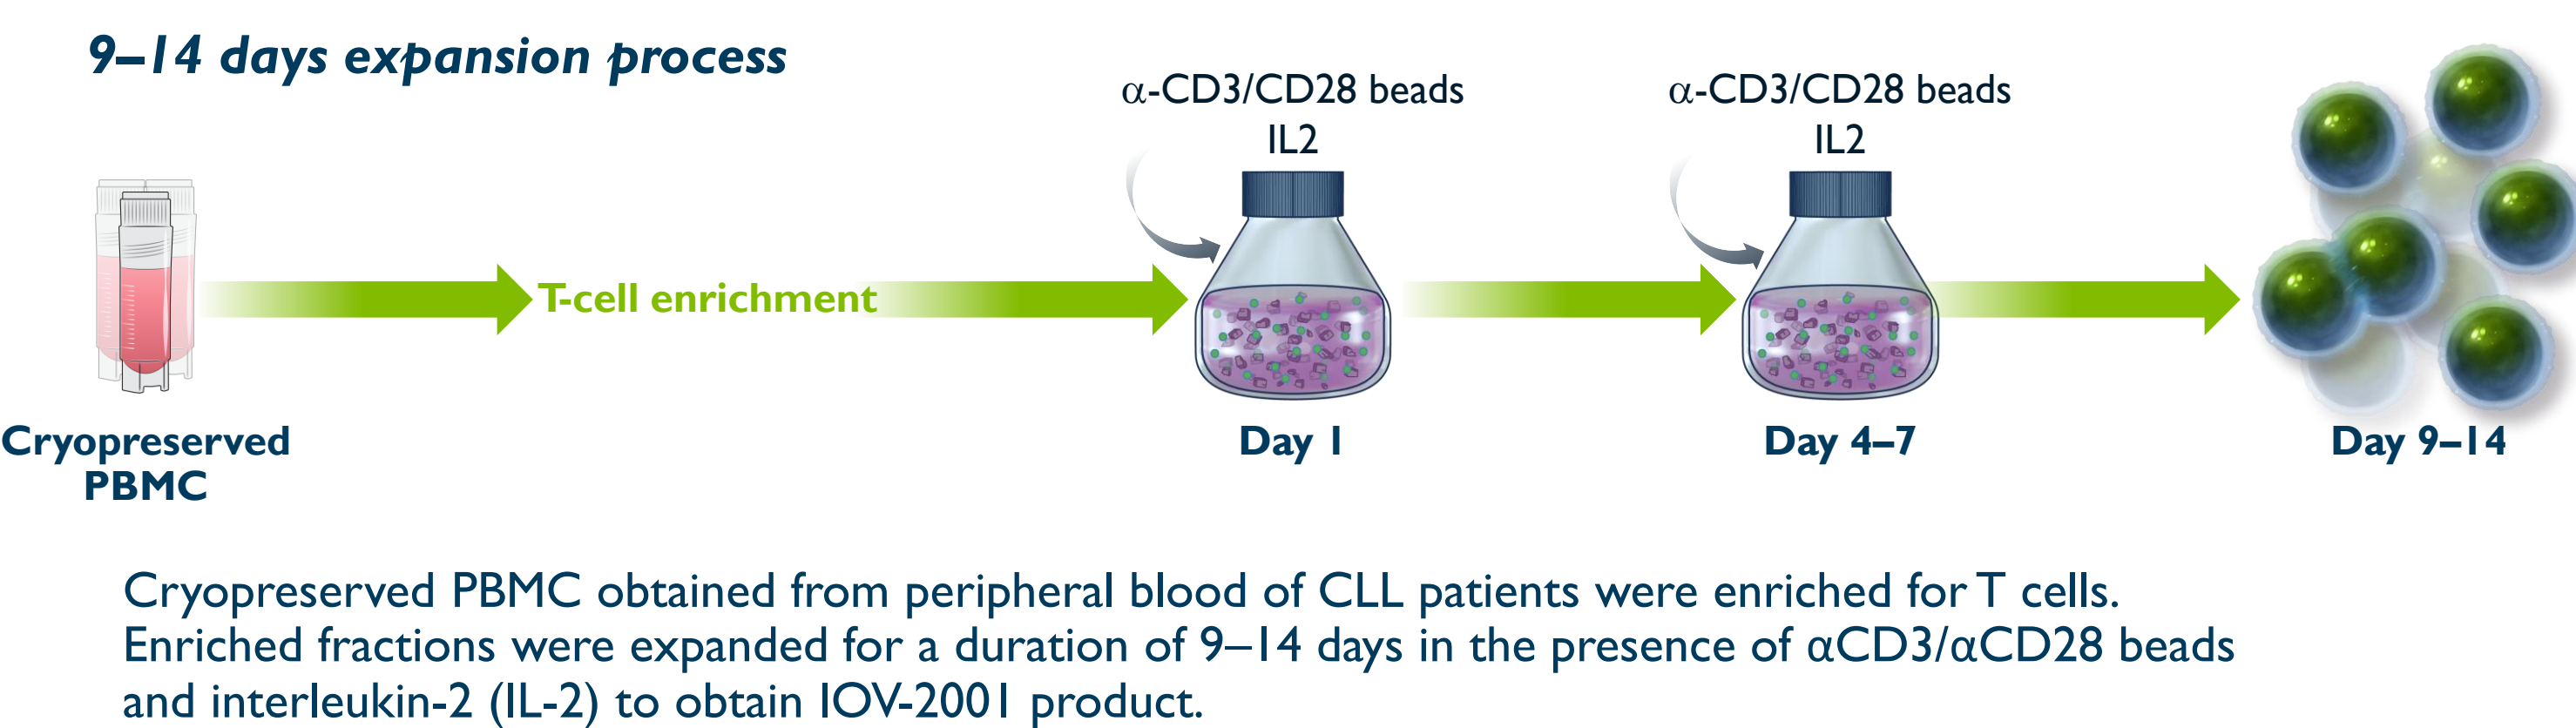 9–14 days expansion process
α-CD3/CD28 beads
IL2
α-CD3/CD28 beads
IL2
T-cell enrichment
Cryopreserved
PBMC
Day 1
Day 4–7
Day 9–14
Cryopreserved PBMC obtained from peripheral blood of CLL patients were enriched for T cells.
Enriched fractions were expanded for a duration of 9–14 days in the presence of αCD3/αCD28 beads
and interleukin-2 (IL-2) to obtain IOV-2001 product.